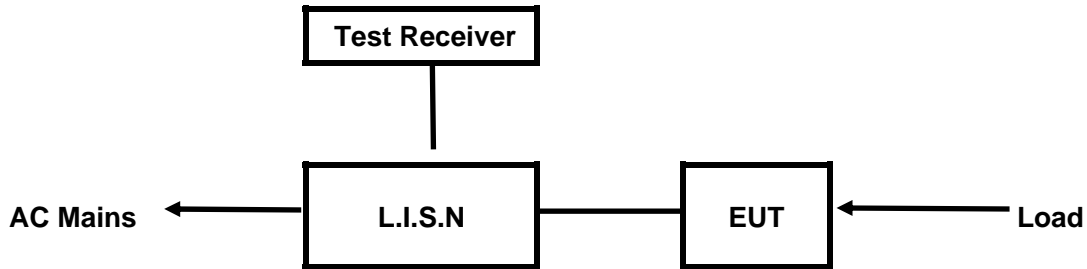 Test Receiver
AC Mains
L.I.S.N
EUT
Load